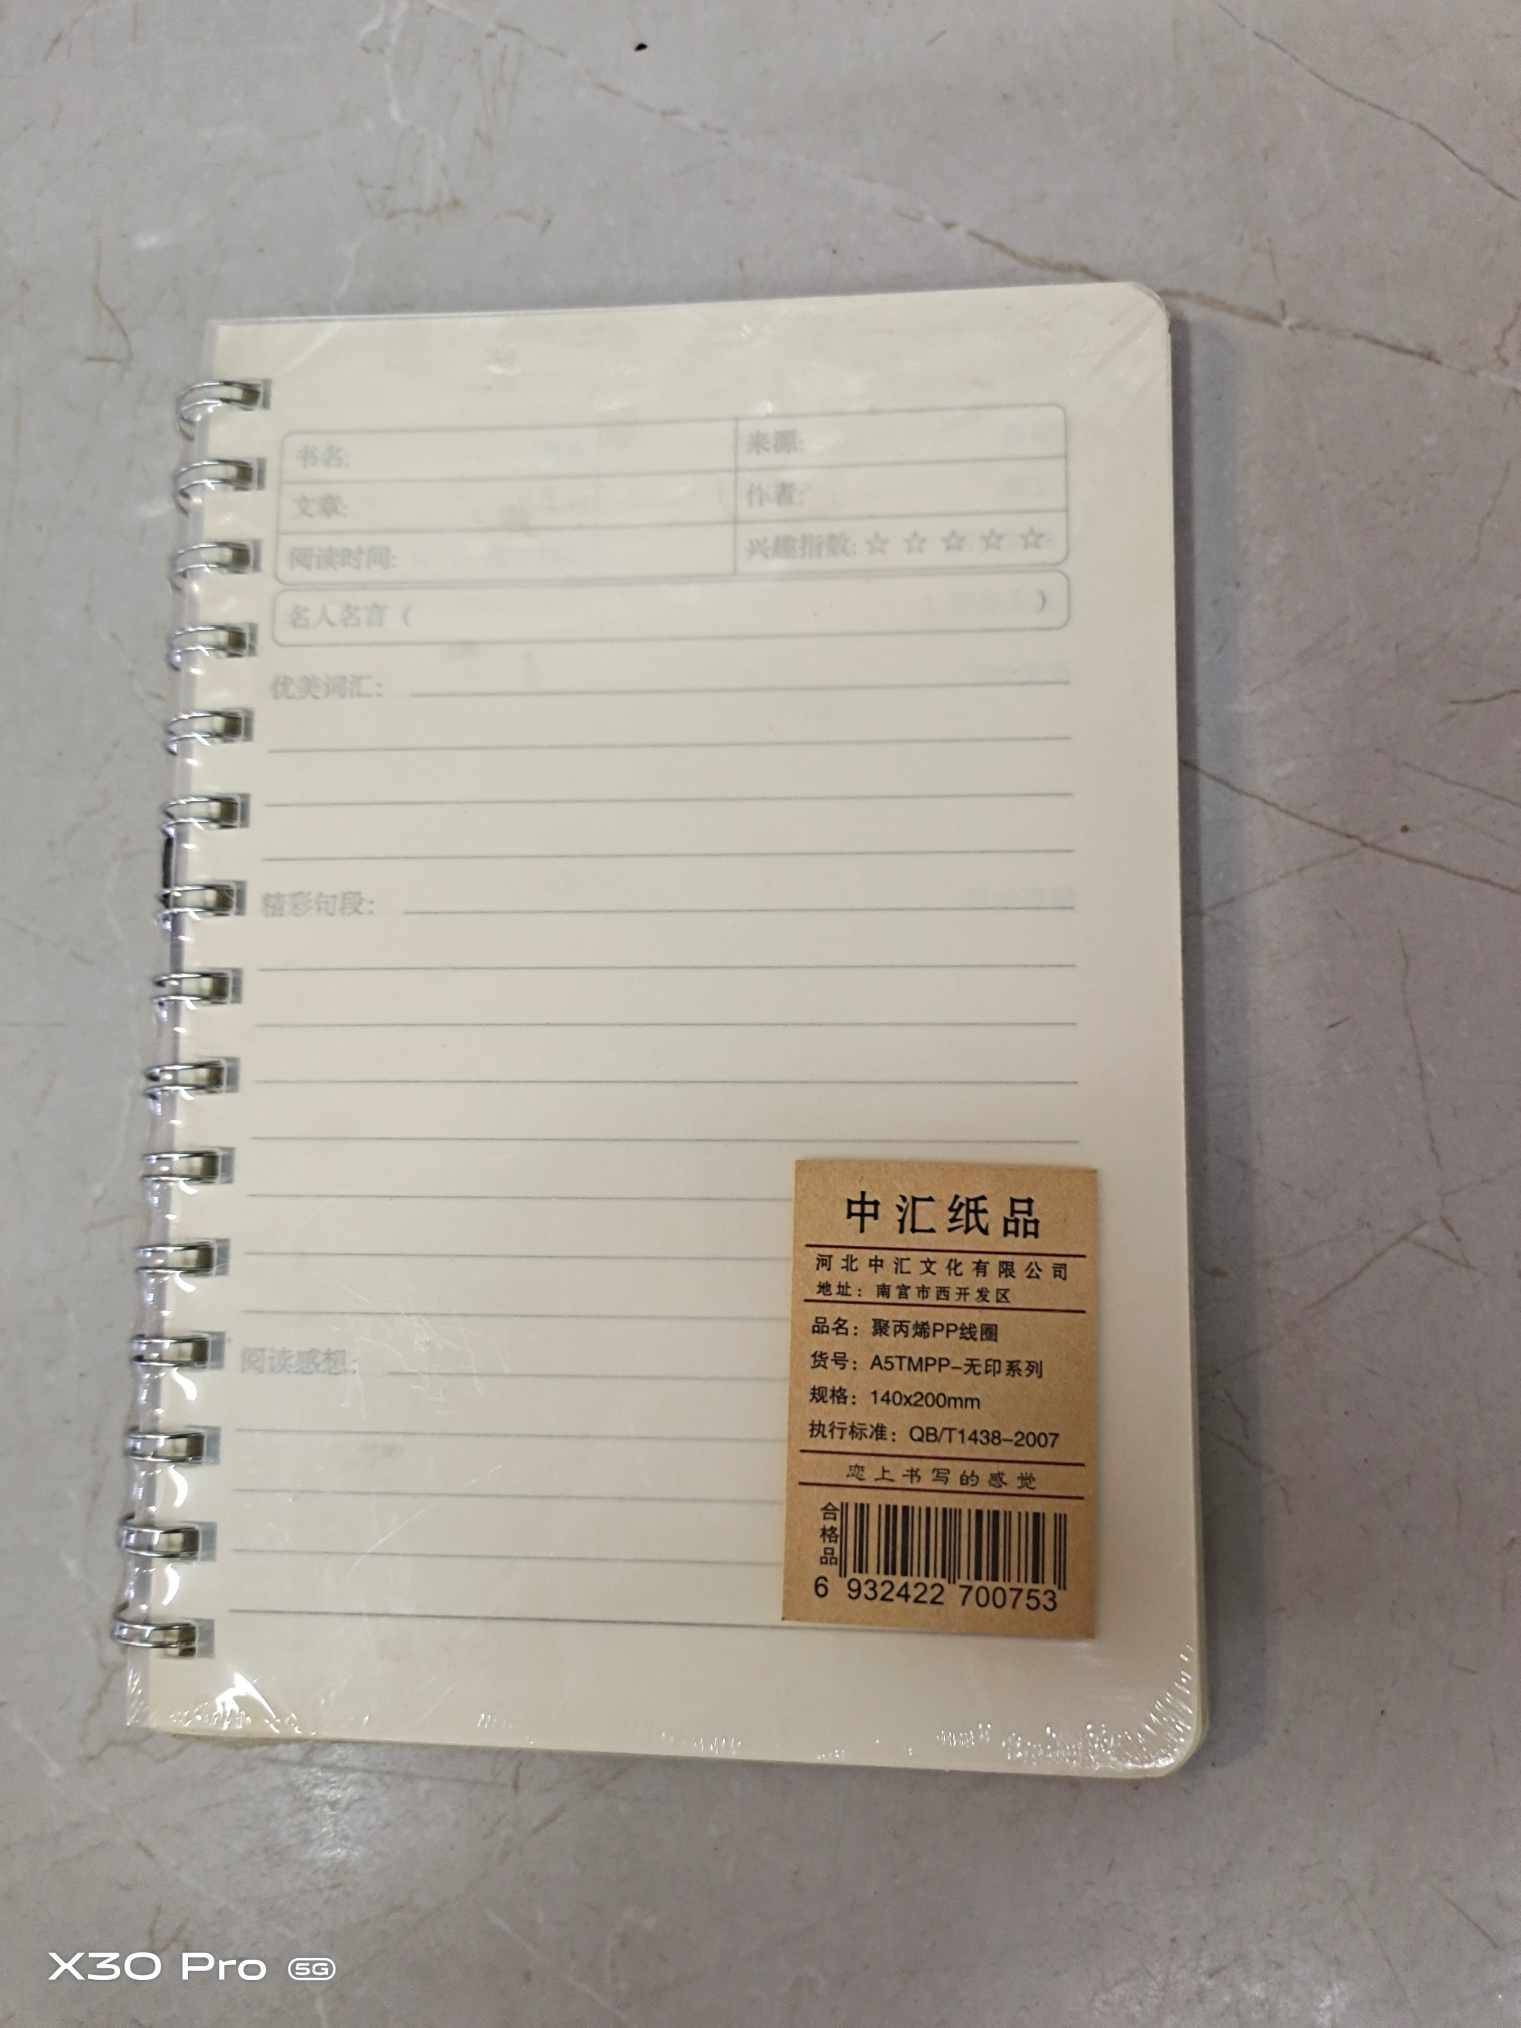 书名:
来源:
文章:
作者:
阅读时间:
兴趣指数:☆☆☆☆☆
名人名言（ ）
优美词汇：
精彩句段：
阅读感想：
中汇纸品
河北中汇文化有限公司
地址：南宫市西开发区
品名：聚丙烯PP线圈
货号：A5TMPP-无印系列
规格：140x200mm
执行标准：QB/T1438-2007
恋上书写的感觉
合格品
6 932422 700753
X30 Pro 5G